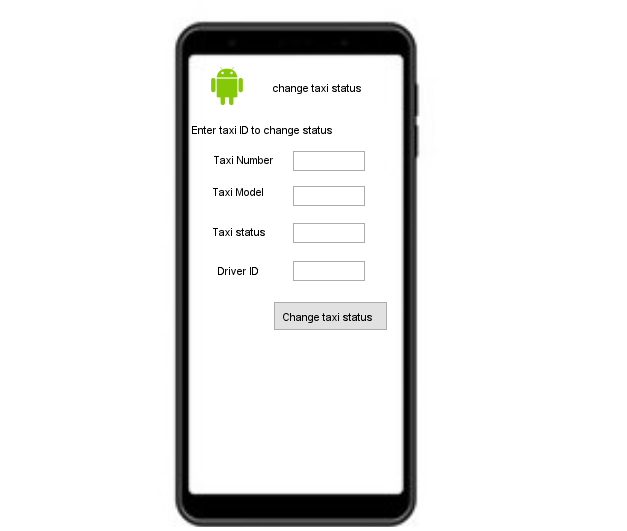 change taxi status
Enter taxi ID to change status
Taxi Number
Taxi Model
Taxi status
Driver ID
Change taxi status